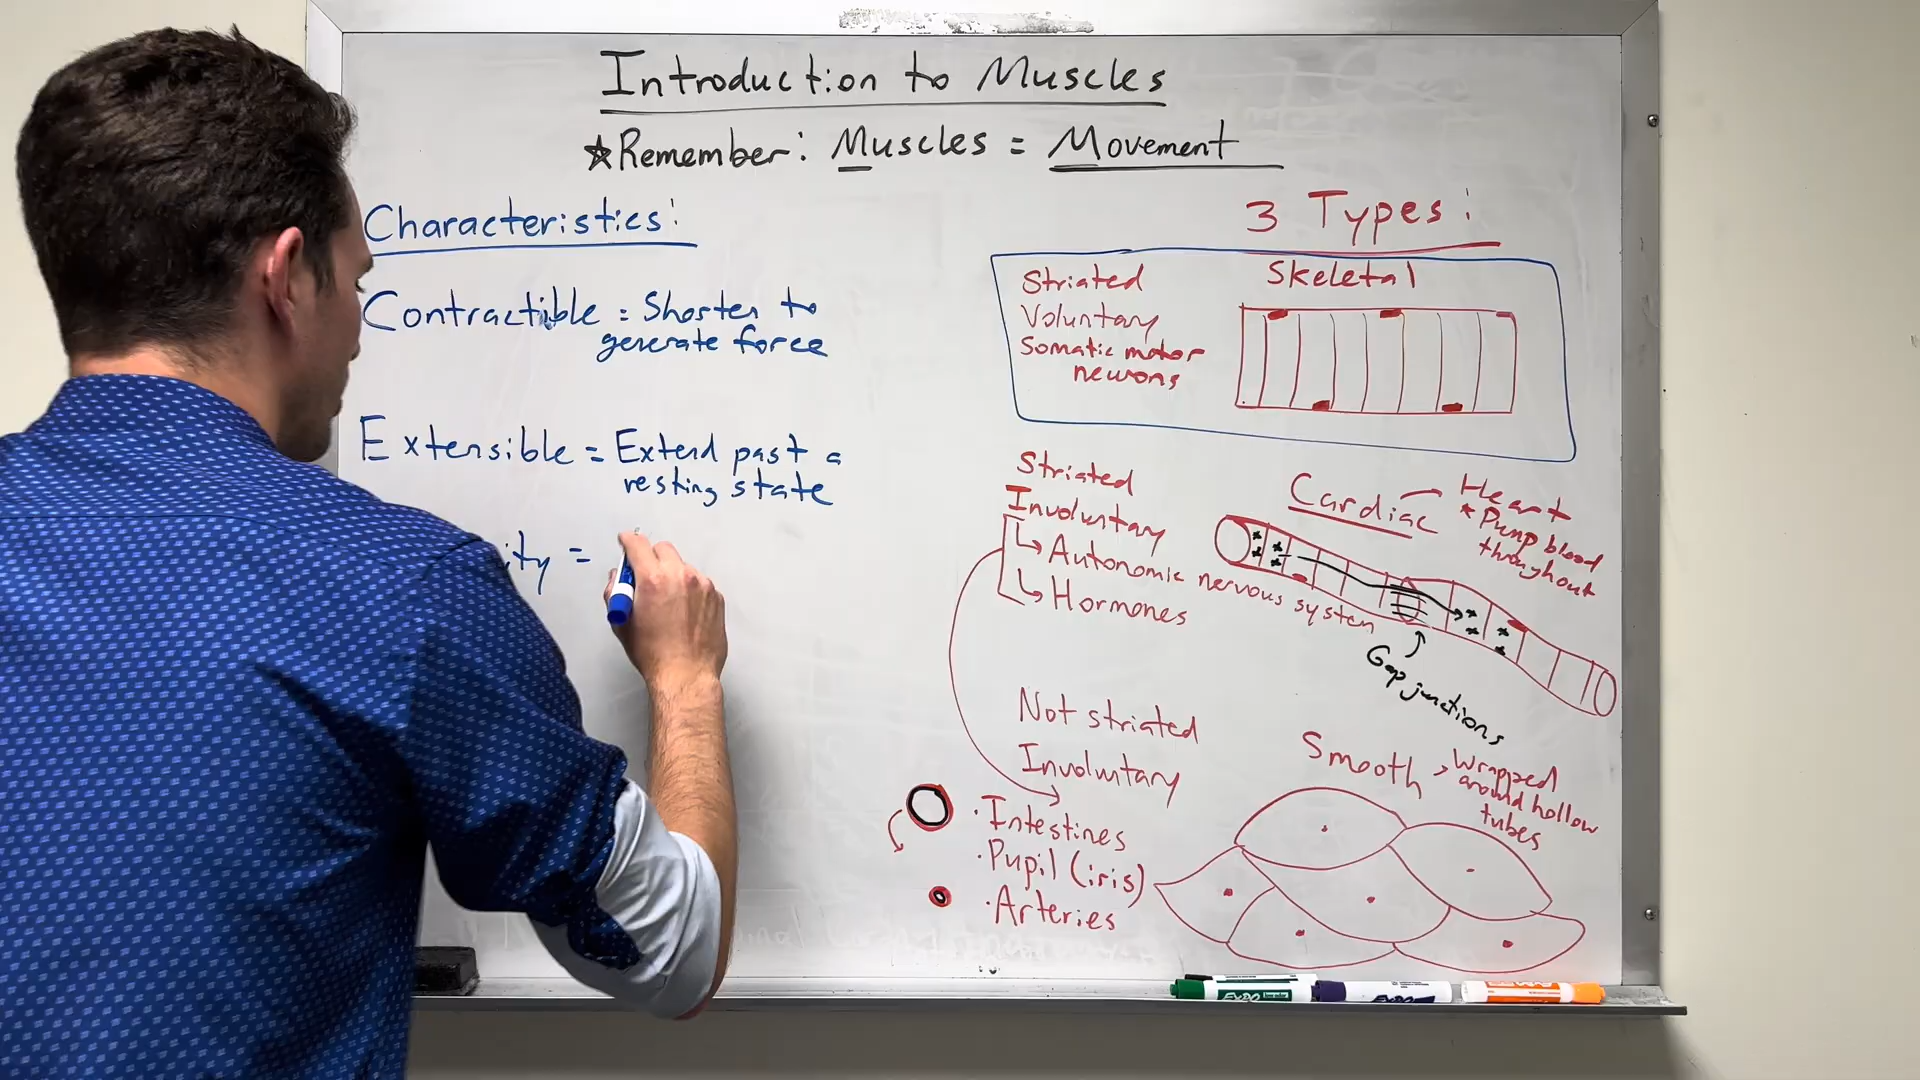 Introduction to Muscles
★Remember: Muscles = Movement
Characteristics:
Contractible = Shorten to
generate force
Extensible = Extend past a
resting state
ity =
3 Types:
Skeletal
Striated
Voluntary
Somatic motor
neurons
Striated
Involuntary
↳ Autonomic nervous system
↳ Hormones
Cardiac – Heart
* Pump blood
throughout
Gap junctions
Not striated
Involuntary
· Intestines
· Pupil (iris)
· Arteries
Smooth > Wrapped
around hollow
tubes
EXPO
EXPO